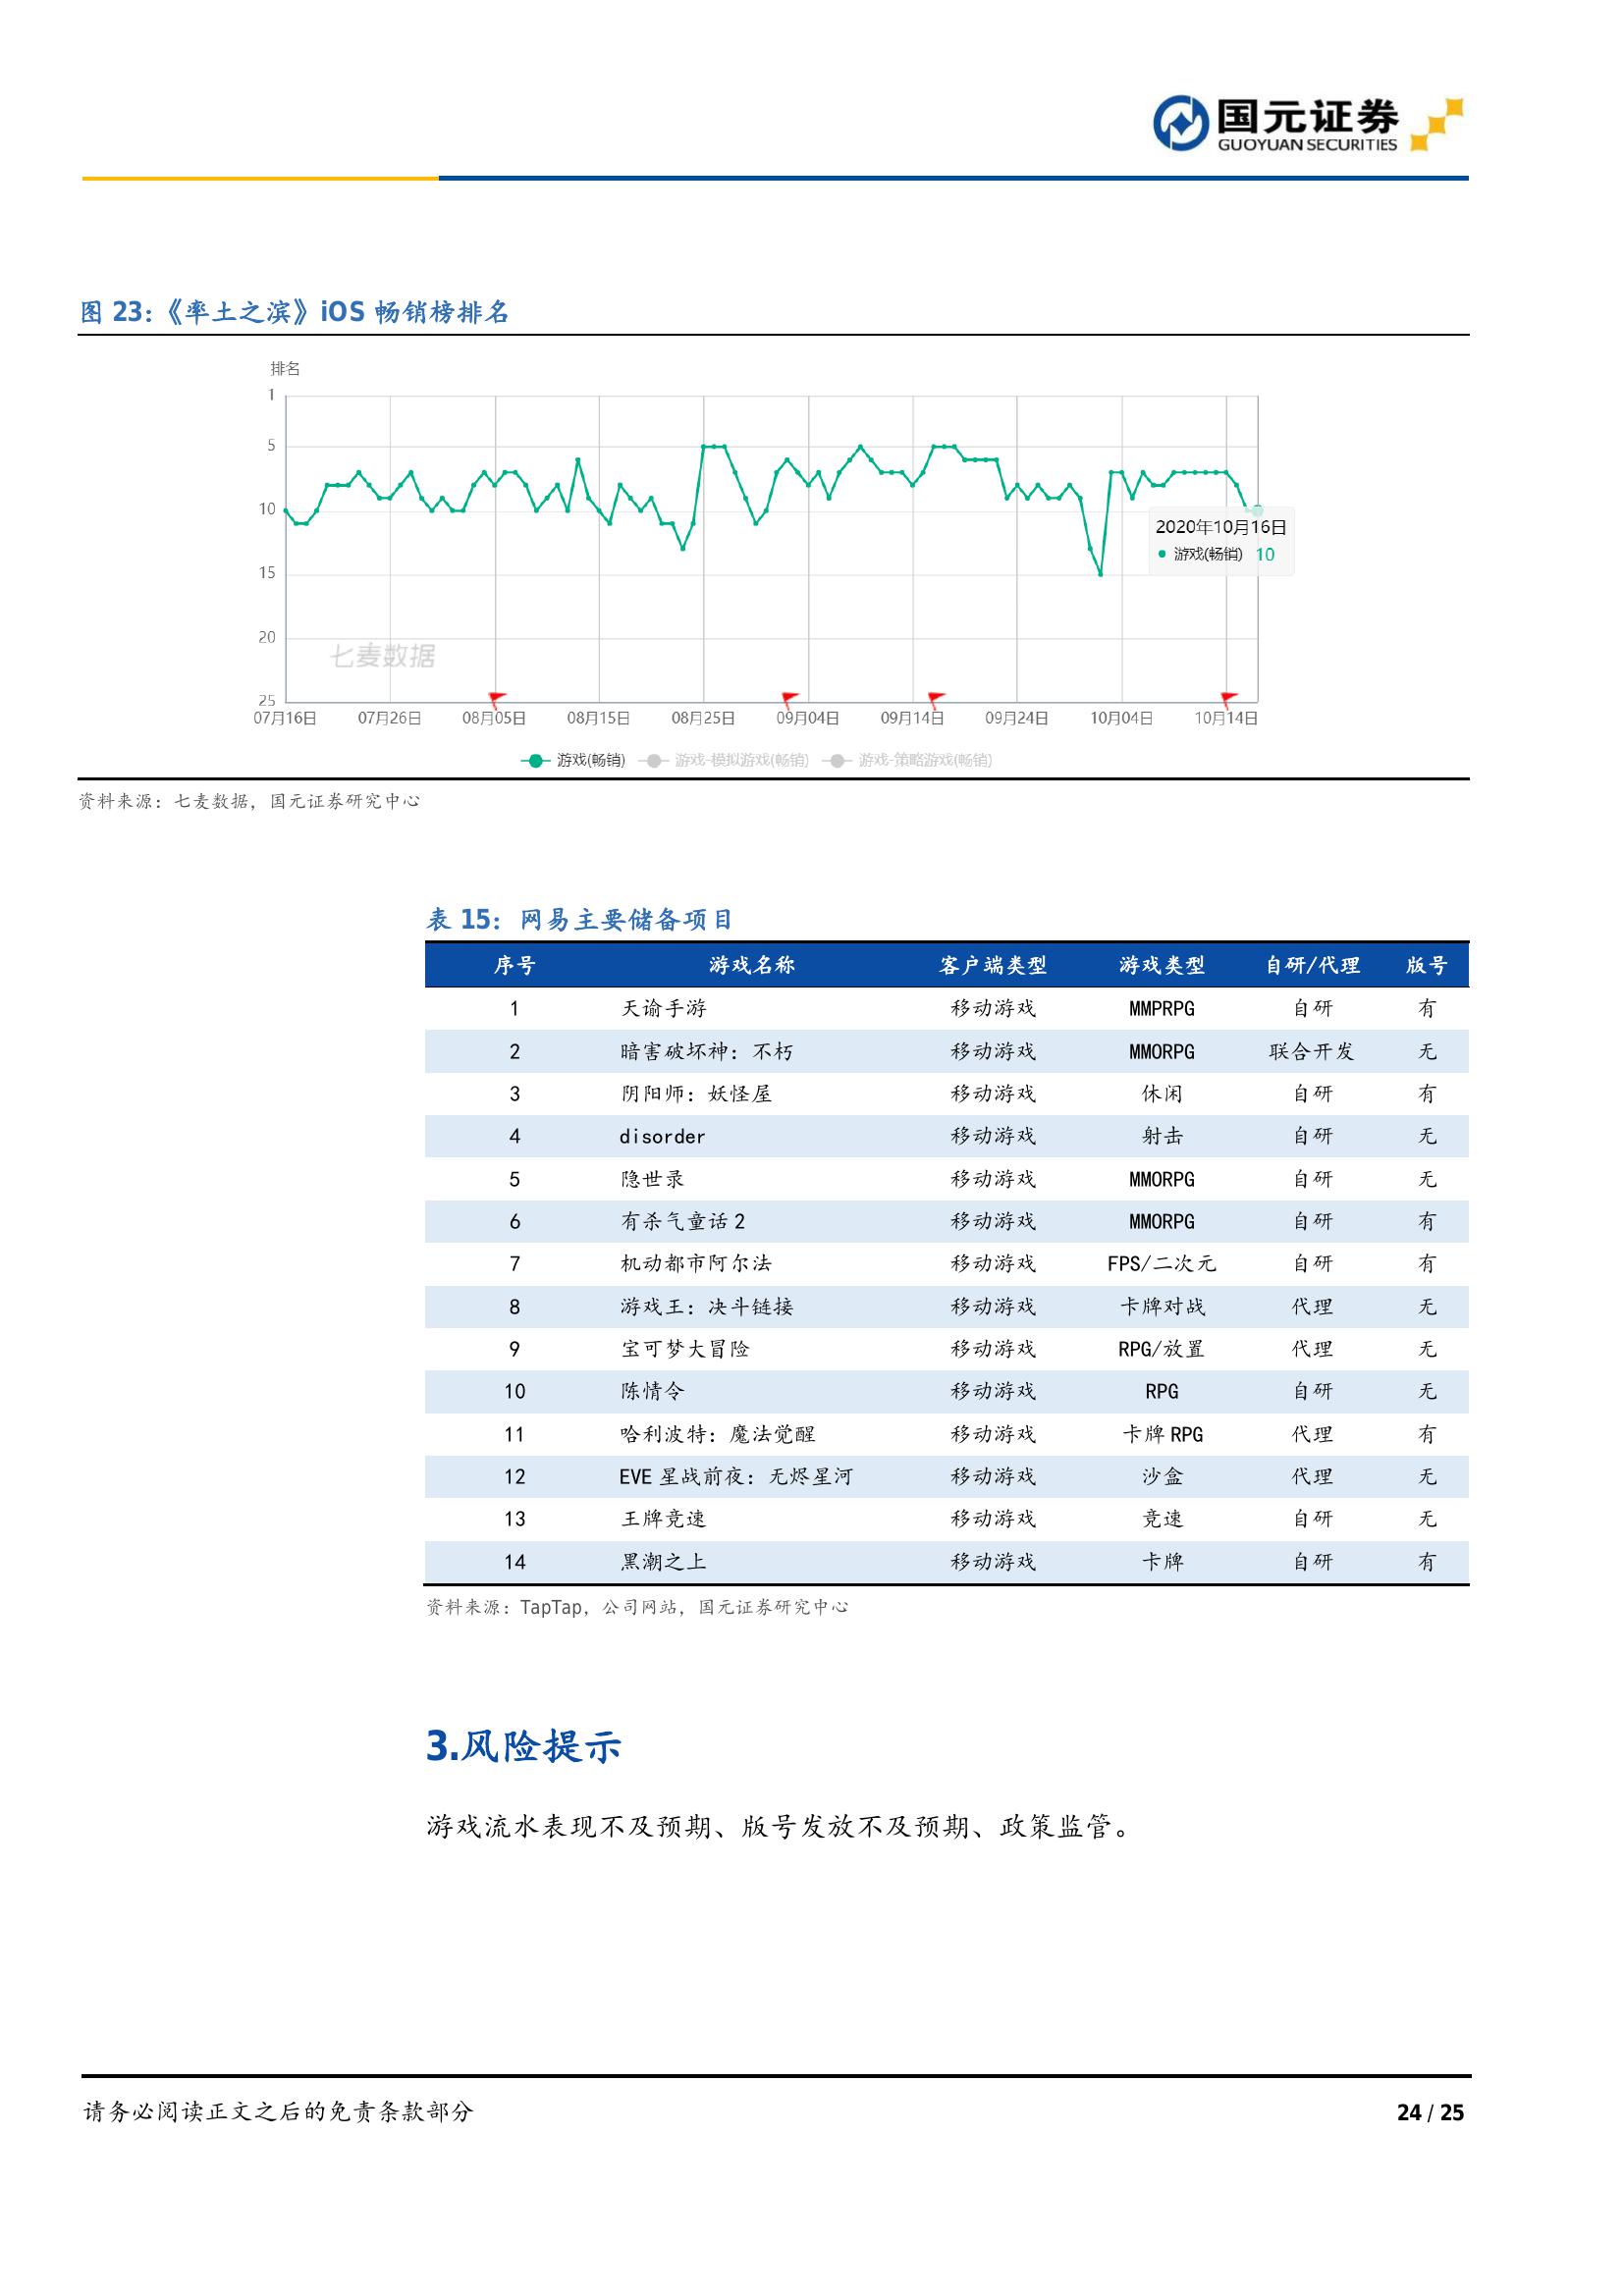 国元证券
GUOYUAN SECURITIES
图 23：《率土之滨》iOS 畅销榜排名
排名
1
5
10
15
20
25
2020年10月16日
游戏(畅销) 10
七麦数据
07月16日 07月26日 08月05日 08月15日 08月25日 09月04日 09月14日 09月24日 10月04日 10月14日
游戏(畅销) 游戏-模拟游戏(畅销) 游戏-策略游戏(畅销)
资料来源：七麦数据，国元证券研究中心
表 15：网易主要储备项目
序号 游戏名称 客户端类型 游戏类型 自研/代理 版号
1 天谕手游 移动游戏 MMPRPG 自研 有
2 暗害破坏神：不朽 移动游戏 MMORPG 联合开发 无
3 阴阳师：妖怪屋 移动游戏 休闲 自研 有
4 disorder 移动游戏 射击 自研 无
5 隐世录 移动游戏 MMORPG 自研 无
6 有杀气童话 2 移动游戏 MMORPG 自研 有
7 机动都市阿尔法 移动游戏 FPS/二次元 自研 有
8 游戏王：决斗链接 移动游戏 卡牌对战 代理 无
9 宝可梦大冒险 移动游戏 RPG/放置 代理 无
10 陈情令 移动游戏 RPG 自研 无
11 哈利波特：魔法觉醒 移动游戏 卡牌 RPG 代理 有
12 EVE 星战前夜：无烬星河 移动游戏 沙盒 代理 无
13 王牌竞速 移动游戏 竞速 自研 无
14 黑潮之上 移动游戏 卡牌 自研 有
资料来源：TapTap，公司网站，国元证券研究中心
3.风险提示
游戏流水表现不及预期、版号发放不及预期、政策监管。
请务必阅读正文之后的免责条款部分
24 / 25